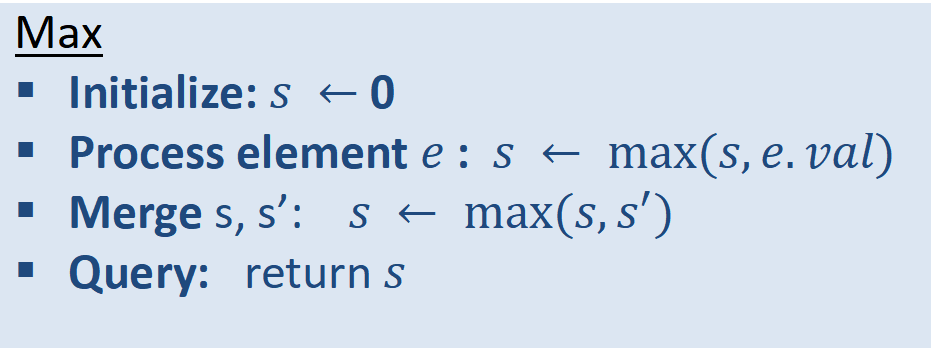 Max
▪ Initialize: s ← 0
▪ Process element e : s ← max(s, e. val)
▪ Merge s, s’: s ← max(s, s′)
▪ Query: return s